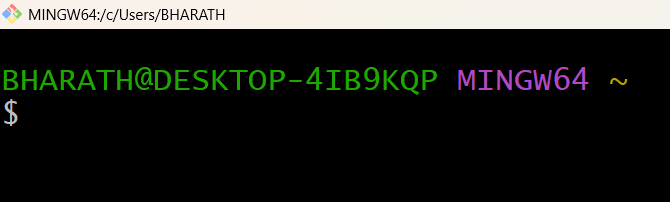 MINGW64:/c/Users/BHARATH
BHARATH@DESKTOP-4IB9KQP MINGW64 ~
$